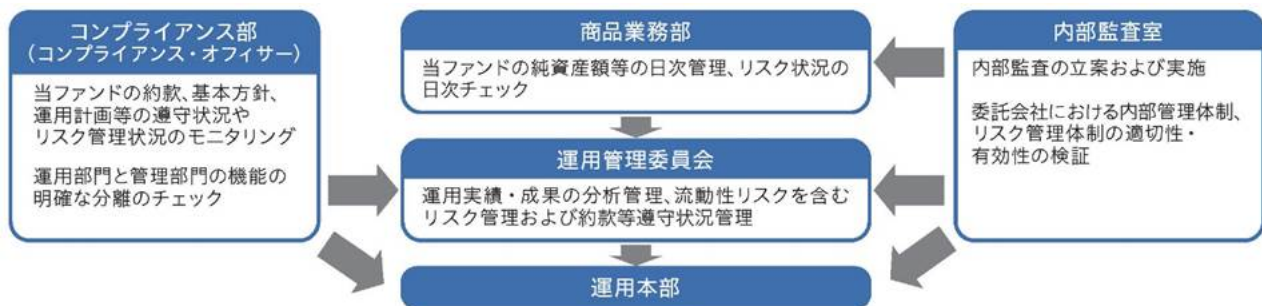 コンプライアンス部
（コンプライアンス・オフィサー）
当ファンドの約款、基本方針、
運用計画等の遵守状況や
リスク管理状況のモニタリング
運用部門と管理部門の機能の
明確な分離のチェック
商品業務部
当ファンドの純資産額等の日次管理、リスク状況の
日次チェック
運用管理委員会
運用実績・成果の分析管理、流動性リスクを含む
リスク管理および約款等遵守状況管理
運用本部
内部監査室
内部監査の立案および実施
委託会社における内部管理体制、
リスク管理体制の適切性・
有効性の検証